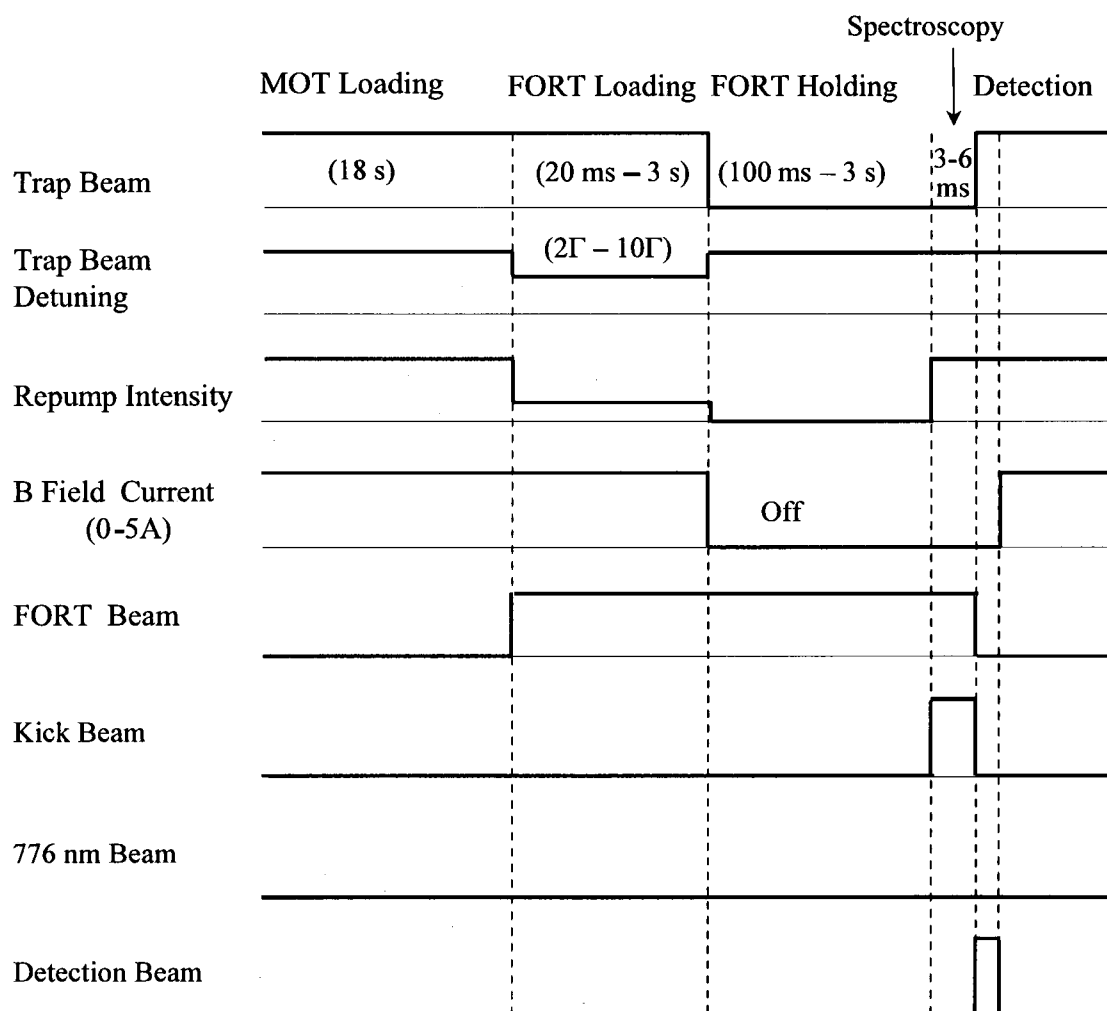 Spectroscopy
MOT Loading FORT Loading FORT Holding Detection
Trap Beam (18 s) (20 ms – 3 s) (100 ms – 3 s) 3-6
ms
Trap Beam (2Γ – 10Γ)
Detuning
Repump Intensity
B Field Current
(0-5A) Off
FORT Beam
Kick Beam
776 nm Beam
Detection Beam